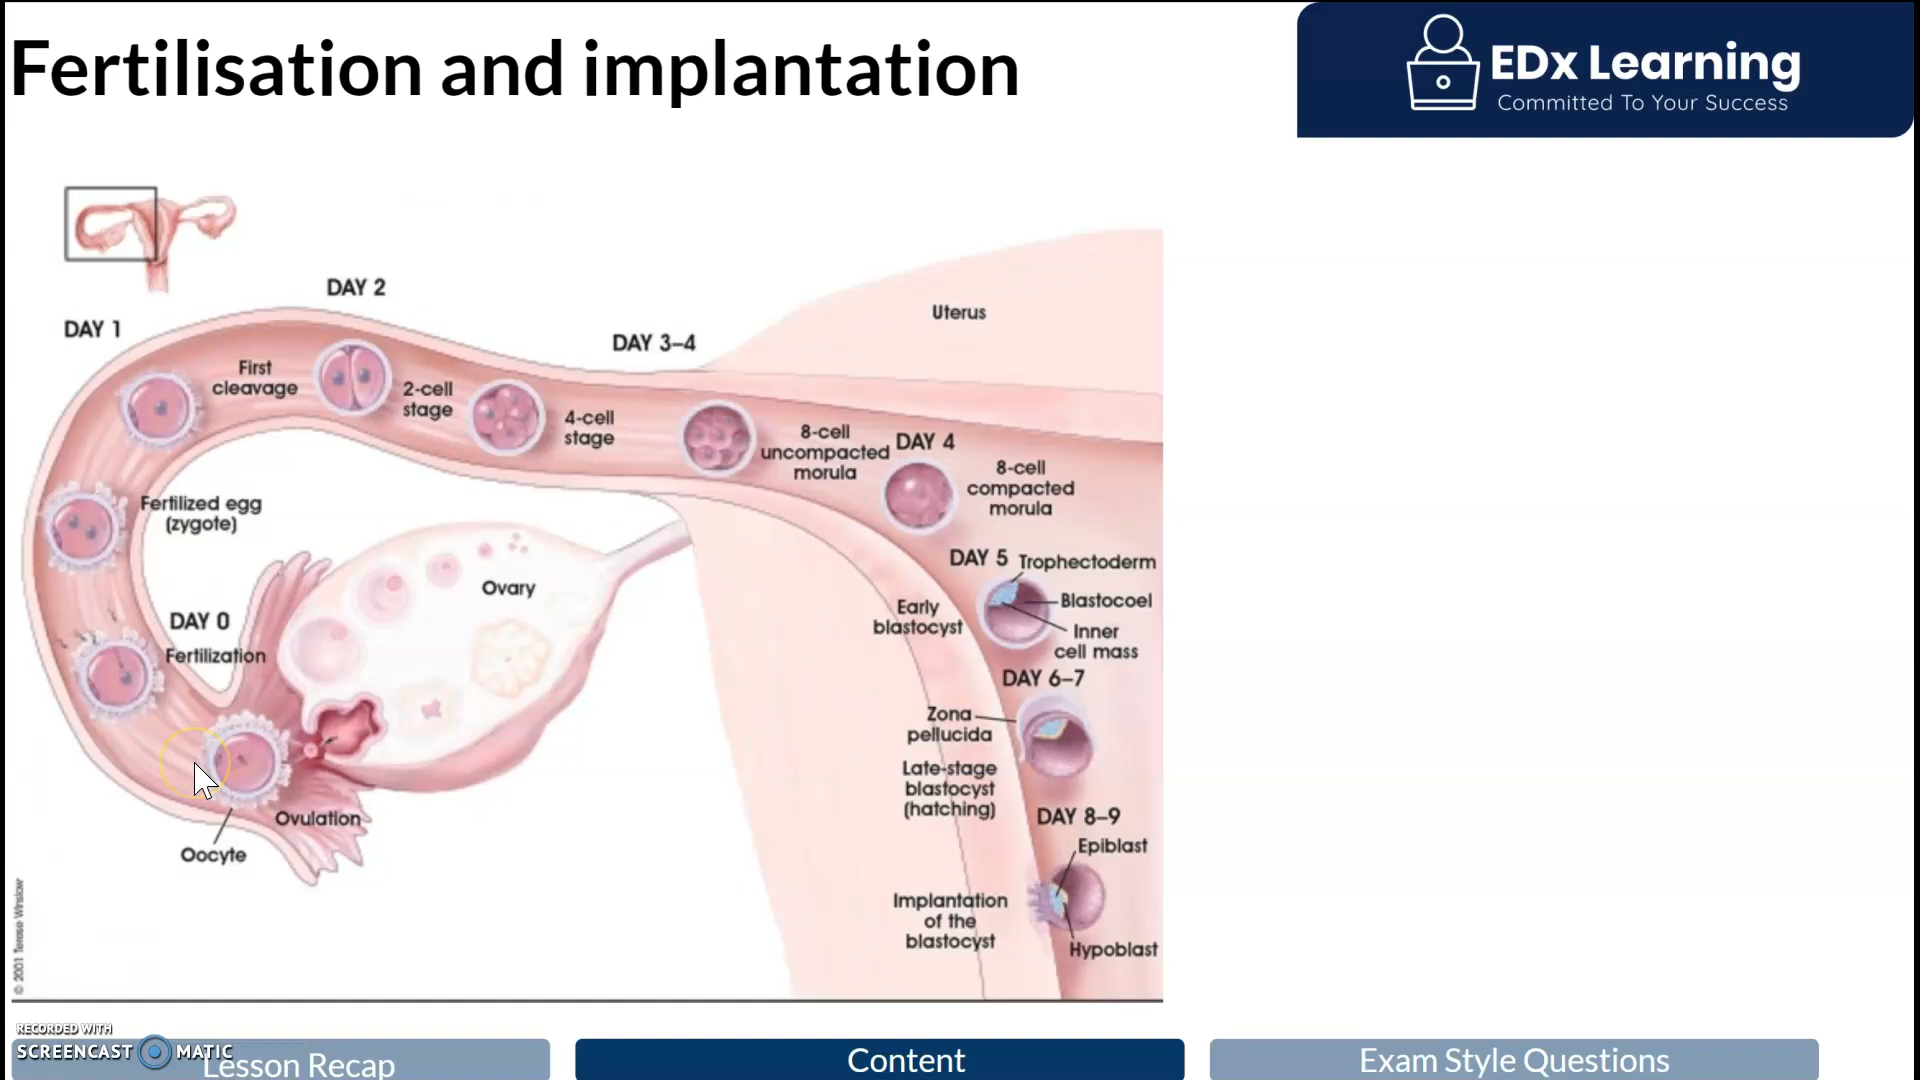 Fertilisation and implantation
EDx Learning
Committed To Your Success
DAY 2
DAY 1
Uterus
DAY 3–4
First
cleavage
2-cell
stage
4-cell
stage
8-cell
uncompacted
morula
DAY 4
8-cell
compacted
morula
Fertilized egg
(zygote)
DAY 5
Trophectoderm
Blastocoel
Inner
cell mass
Early
blastocyst
Ovary
DAY 0
Fertilization
DAY 6–7
Zona
pellucida
Late-stage
blastocyst
(hatching)
Ovulation
Oocyte
DAY 8–9
Epiblast
Implantation
of the
blastocyst
Hypoblast
© 2001 Terese Winslow
RECORDED WITH
SCREENCAST MATIC
Lesson Recap
Content
Exam Style Questions